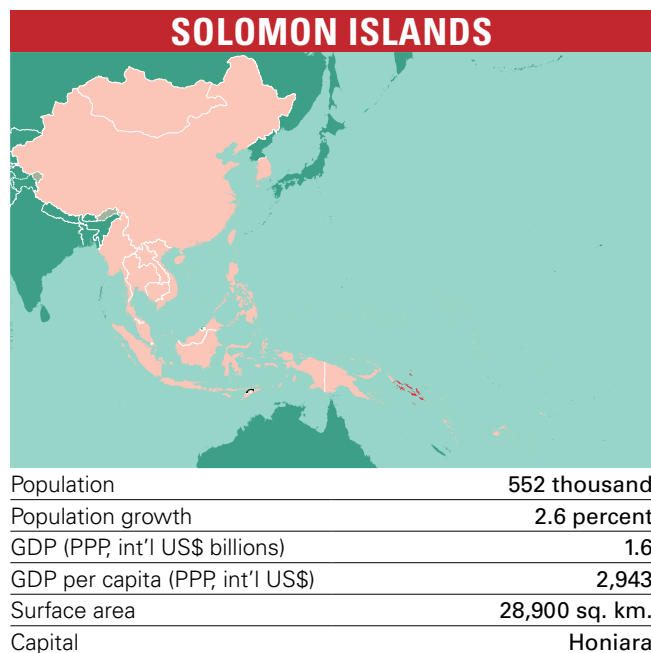 SOLOMON ISLANDS
Population 552 thousand
Population growth 2.6 percent
GDP (PPP, int'l US$ billions) 1.6
GDP per capita (PPP, int'l US$) 2,943
Surface area 28,900 sq. km.
Capital Honiara